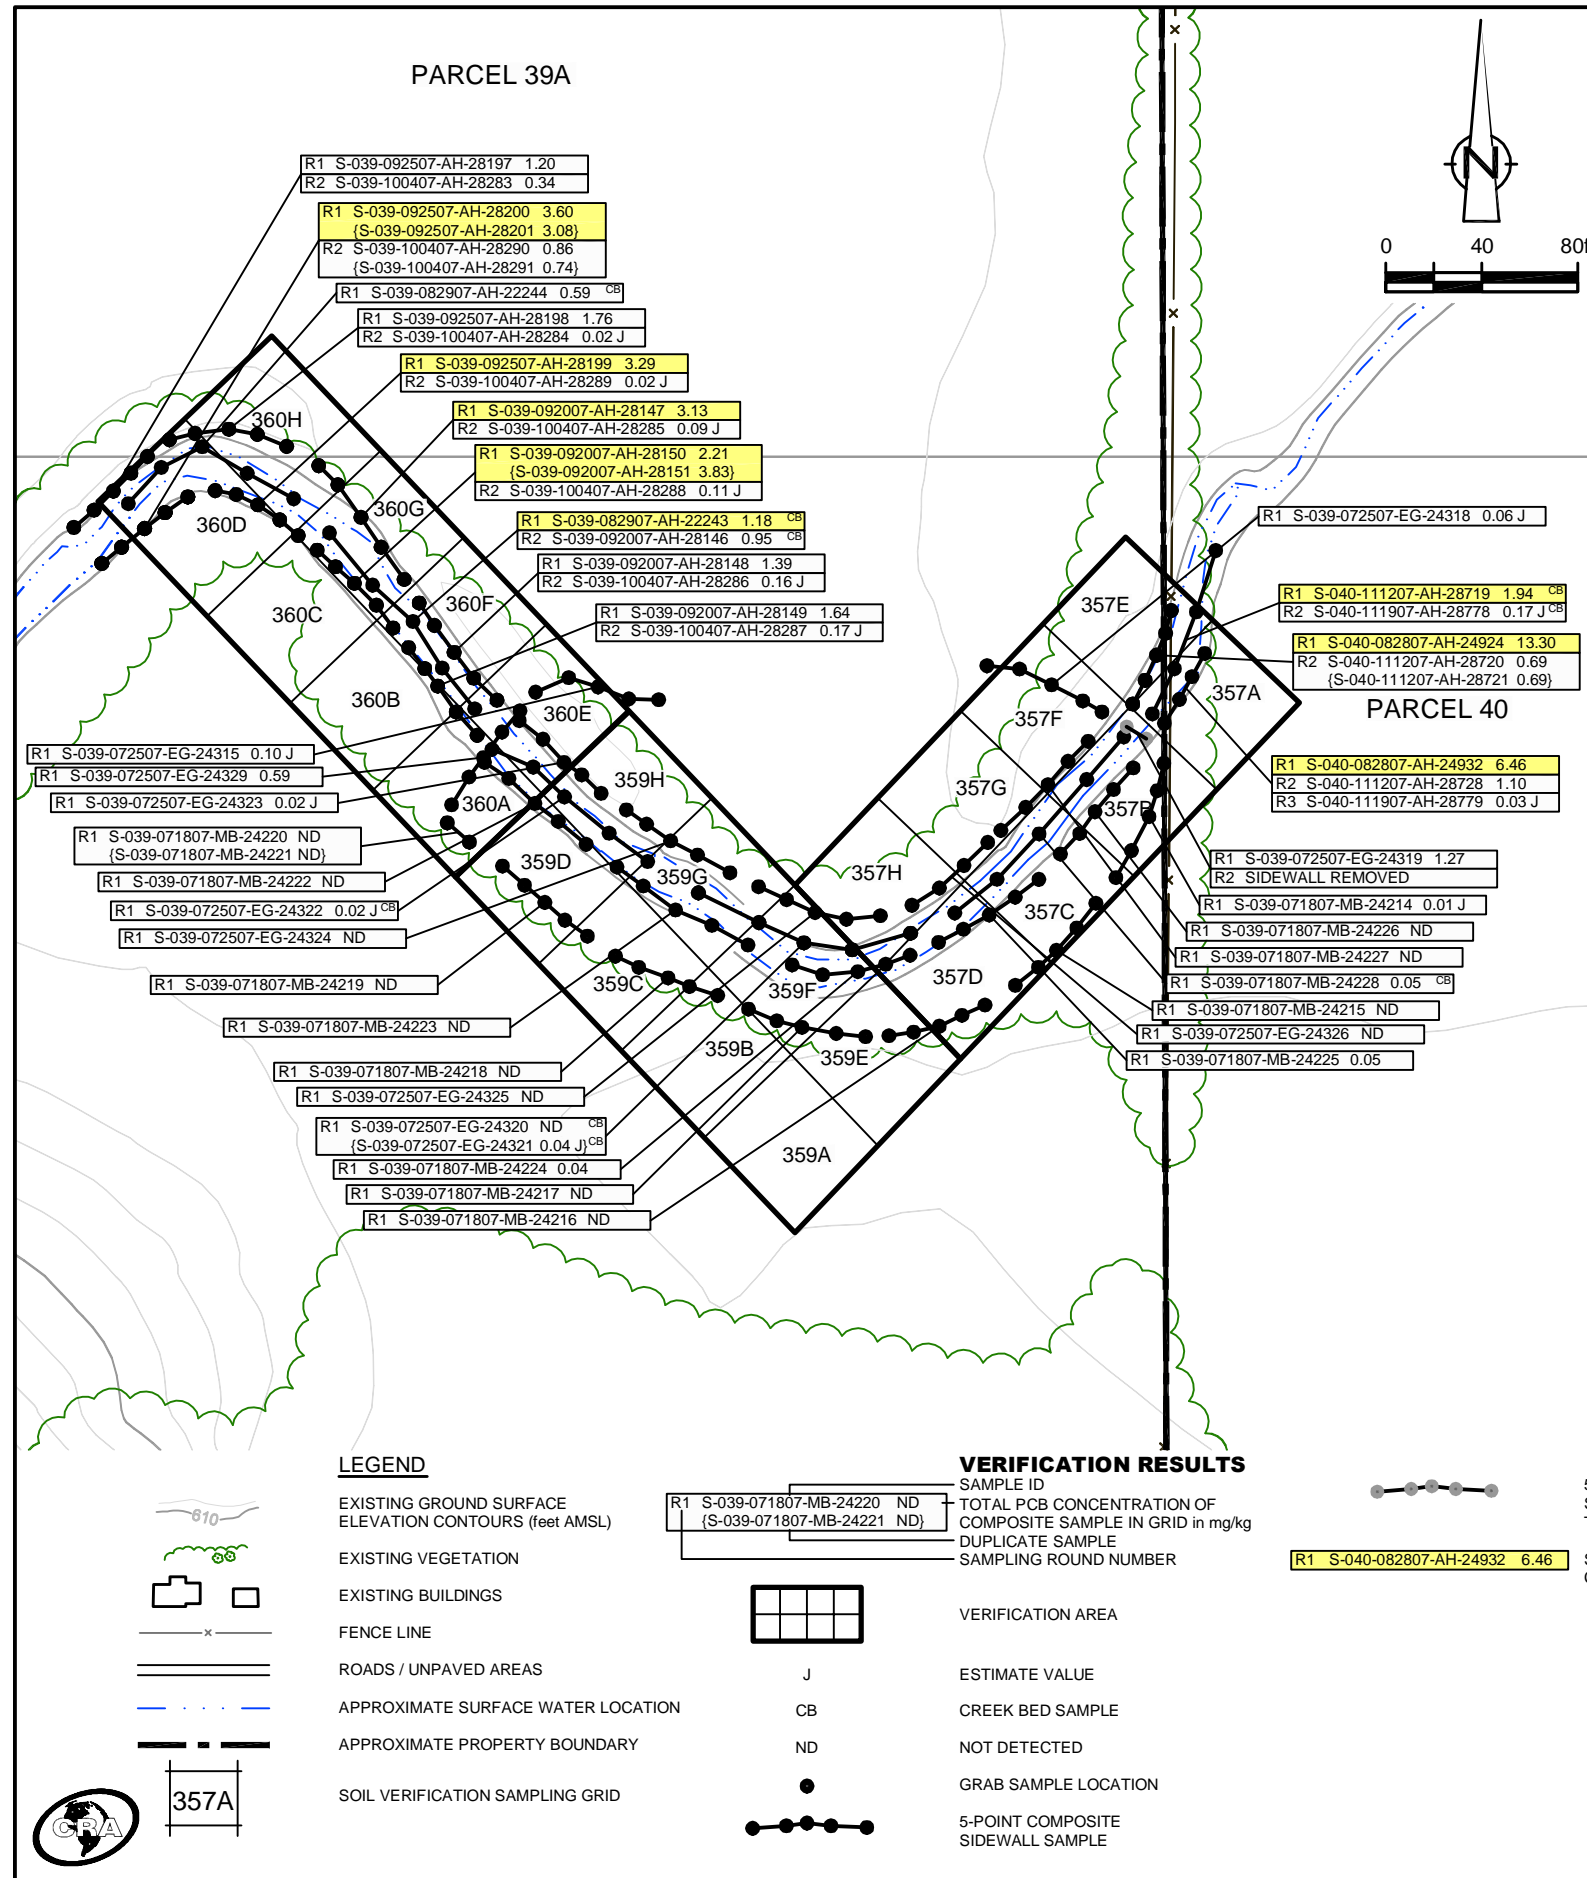 PARCEL 39A
R1 S-039-092507-AH-28197 1.20
R2 S-039-100407-AH-28283 0.34
R1 S-039-092507-AH-28200 3.60
{S-039-092507-AH-28201 3.08}
R2 S-039-100407-AH-28290 0.86
{S-039-100407-AH-28291 0.74}
R1 S-039-082907-AH-22244 0.59 CB
R1 S-039-092507-AH-28198 1.76
R2 S-039-100407-AH-28284 0.02 J
R1 S-039-092507-AH-28199 3.29
R2 S-039-100407-AH-28289 0.02 J
R1 S-039-092007-AH-28147 3.13
R2 S-039-100407-AH-28285 0.09 J
R1 S-039-092007-AH-28150 2.21
{S-039-092007-AH-28151 3.83}
R2 S-039-100407-AH-28288 0.11 J
R1 S-039-082907-AH-22243 1.18 CB
R2 S-039-092007-AH-28146 0.95 CB
R1 S-039-092007-AH-28148 1.39
R2 S-039-100407-AH-28286 0.16 J
R1 S-039-092007-AH-28149 1.64
R2 S-039-100407-AH-28287 0.17 J
N
0 40 80f
360H
360G
360D
360F
360C
360B
360E
360A
359H
359D
359G
359C
359F
359B
359E
359A
357E
357F
357A
357G
357B
357H
357C
357D
R1 S-039-072507-EG-24318 0.06 J
R1 S-040-111207-AH-28719 1.94 CB
R2 S-040-111907-AH-28778 0.17 J CB
R1 S-040-082807-AH-24924 13.30
R2 S-040-111207-AH-28720 0.69
{S-040-111207-AH-28721 0.69}
PARCEL 40
R1 S-040-082807-AH-24932 6.46
R2 S-040-111207-AH-28728 1.10
R3 S-040-111907-AH-28779 0.03 J
R1 S-039-072507-EG-24319 1.27
R2 SIDEWALL REMOVED
R1 S-039-071807-MB-24214 0.01 J
R1 S-039-071807-MB-24226 ND
R1 S-039-071807-MB-24227 ND
R1 S-039-071807-MB-24228 0.05 CB
R1 S-039-071807-MB-24215 ND
R1 S-039-072507-EG-24326 ND
R1 S-039-071807-MB-24225 0.05
R1 S-039-072507-EG-24315 0.10 J
R1 S-039-072507-EG-24329 0.59
R1 S-039-072507-EG-24323 0.02 J
R1 S-039-071807-MB-24220 ND
{S-039-071807-MB-24221 ND}
R1 S-039-071807-MB-24222 ND
R1 S-039-072507-EG-24322 0.02 J CB
R1 S-039-072507-EG-24324 ND
R1 S-039-071807-MB-24219 ND
R1 S-039-071807-MB-24223 ND
R1 S-039-071807-MB-24218 ND
R1 S-039-072507-EG-24325 ND
R1 S-039-072507-EG-24320 ND CB
{S-039-072507-EG-24321 0.04 J} CB
R1 S-039-071807-MB-24224 0.04
R1 S-039-071807-MB-24217 ND
R1 S-039-071807-MB-24216 ND
LEGEND
610
EXISTING GROUND SURFACE
ELEVATION CONTOURS (feet AMSL)
EXISTING VEGETATION
EXISTING BUILDINGS
FENCE LINE
ROADS / UNPAVED AREAS
APPROXIMATE SURFACE WATER LOCATION
APPROXIMATE PROPERTY BOUNDARY
357A
SOIL VERIFICATION SAMPLING GRID
CRA
VERIFICATION RESULTS
R1 S-039-071807-MB-24220 ND
{S-039-071807-MB-24221 ND}
SAMPLE ID
TOTAL PCB CONCENTRATION OF
COMPOSITE SAMPLE IN GRID in mg/kg
DUPLICATE SAMPLE
SAMPLING ROUND NUMBER
VERIFICATION AREA
J ESTIMATE VALUE
CB CREEK BED SAMPLE
ND NOT DETECTED
GRAB SAMPLE LOCATION
5-POINT COMPOSITE
SIDEWALL SAMPLE
R1 S-040-082807-AH-24932 6.46